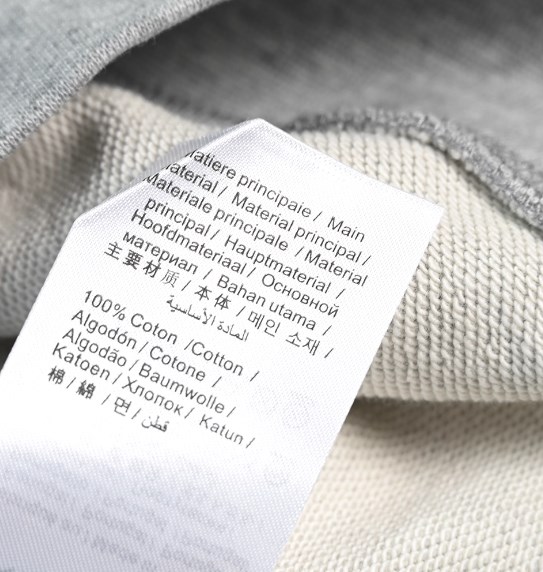 Matiere principale / Main
Material / Material principal /
Materiale principale / Material
principal / Hauptmaterial /
Hoofdmateriaal / Основной
материал / Bahan utama /
主要材质 / 本体 / 메인 소재 /
المادة الأساسية
100% Coton /Cotton /
Algodón / Cotone /
Algodão / Baumwolle /
Katoen / Хлопок / Katun /
棉 / 綿 / 면 / قطن